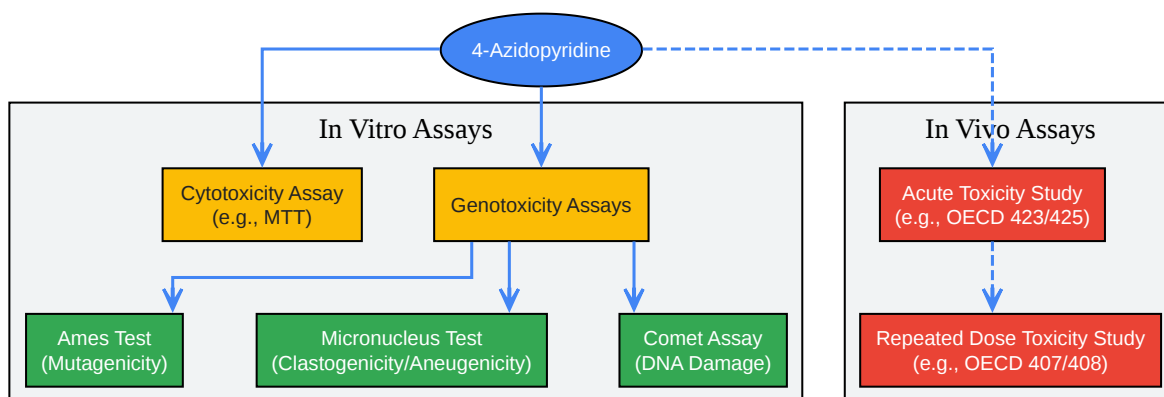 4-Azidopyridine
In Vitro Assays
In Vivo Assays
Cytotoxicity Assay
(e.g., MTT)
Genotoxicity Assays
Acute Toxicity Study
(e.g., OECD 423/425)
Ames Test
(Mutagenicity)
Micronucleus Test
(Clastogenicity/Aneugenicity)
Comet Assay
(DNA Damage)
Repeated Dose Toxicity Study
(e.g., OECD 407/408)